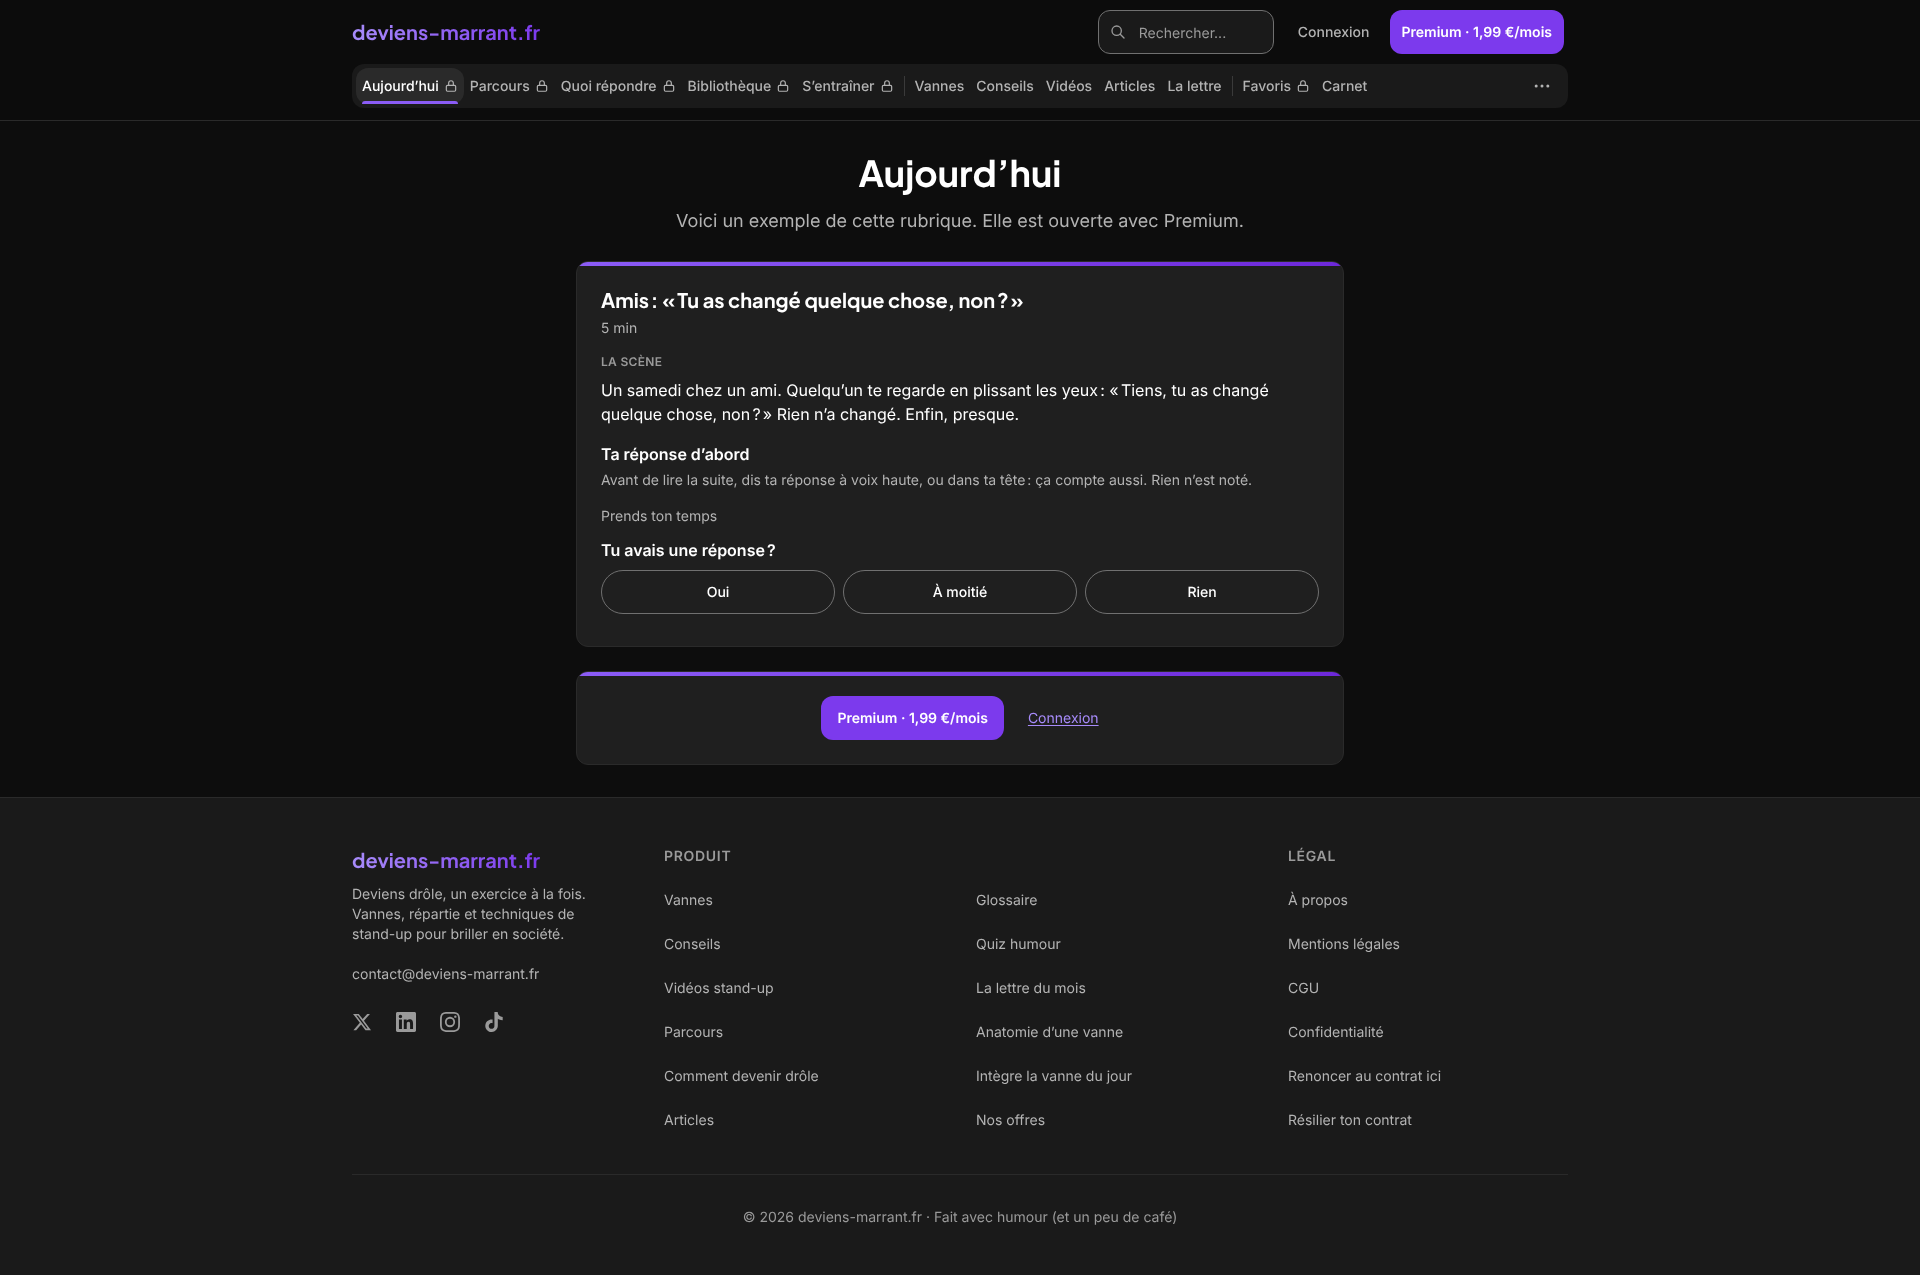 deviens-marrant.fr
Rechercher...
Connexion
Premium · 1,99 €/mois
Aujourd’hui
Parcours
Quoi répondre
Bibliothèque
S’entraîner
Vannes
Conseils
Vidéos
Articles
La lettre
Favoris
Carnet
Aujourd’hui
Voici un exemple de cette rubrique. Elle est ouverte avec Premium.
Amis : « Tu as changé quelque chose, non ? »
5 min
LA SCÈNE
Un samedi chez un ami. Quelqu’un te regarde en plissant les yeux : « Tiens, tu as changé
quelque chose, non ? » Rien n’a changé. Enfin, presque.
Ta réponse d’abord
Avant de lire la suite, dis ta réponse à voix haute, ou dans ta tête : ça compte aussi. Rien n’est noté.
Prends ton temps
Tu avais une réponse ?
Oui
À moitié
Rien
Premium · 1,99 €/mois
Connexion
deviens-marrant.fr
Deviens drôle, un exercice à la fois.
Vannes, répartie et techniques de
stand-up pour briller en société.
contact@deviens-marrant.fr
PRODUIT
Vannes
Conseils
Vidéos stand-up
Parcours
Comment devenir drôle
Articles
Glossaire
Quiz humour
La lettre du mois
Anatomie d’une vanne
Intègre la vanne du jour
Nos offres
LÉGAL
À propos
Mentions légales
CGU
Confidentialité
Renoncer au contrat ici
Résilier ton contrat
© 2026 deviens-marrant.fr · Fait avec humour (et un peu de café)